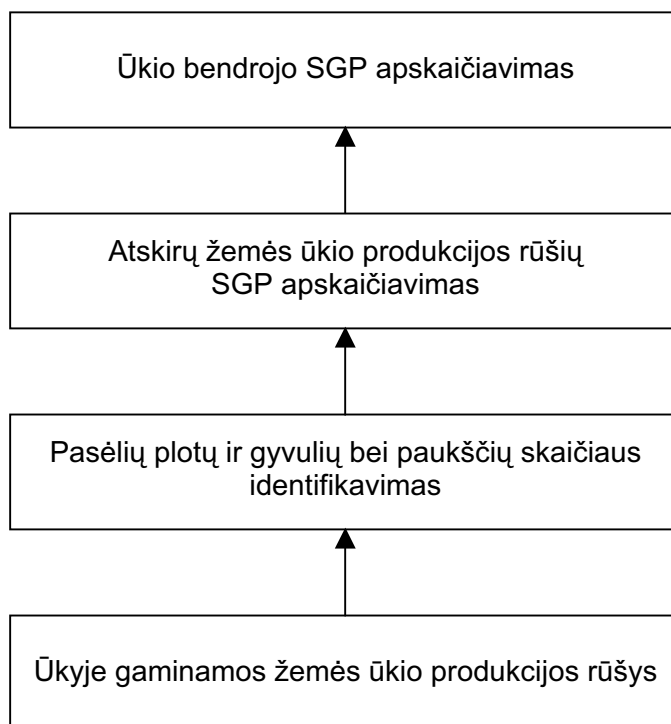 Ūkio bendrojo SGP apskaičiavimas
Atskirų žemės ūkio produkcijos rūšių
SGP apskaičiavimas
Pasėlių plotų ir gyvulių bei paukščių skaičiaus
identifikavimas
Ūkyje gaminamos žemės ūkio produkcijos rūšys